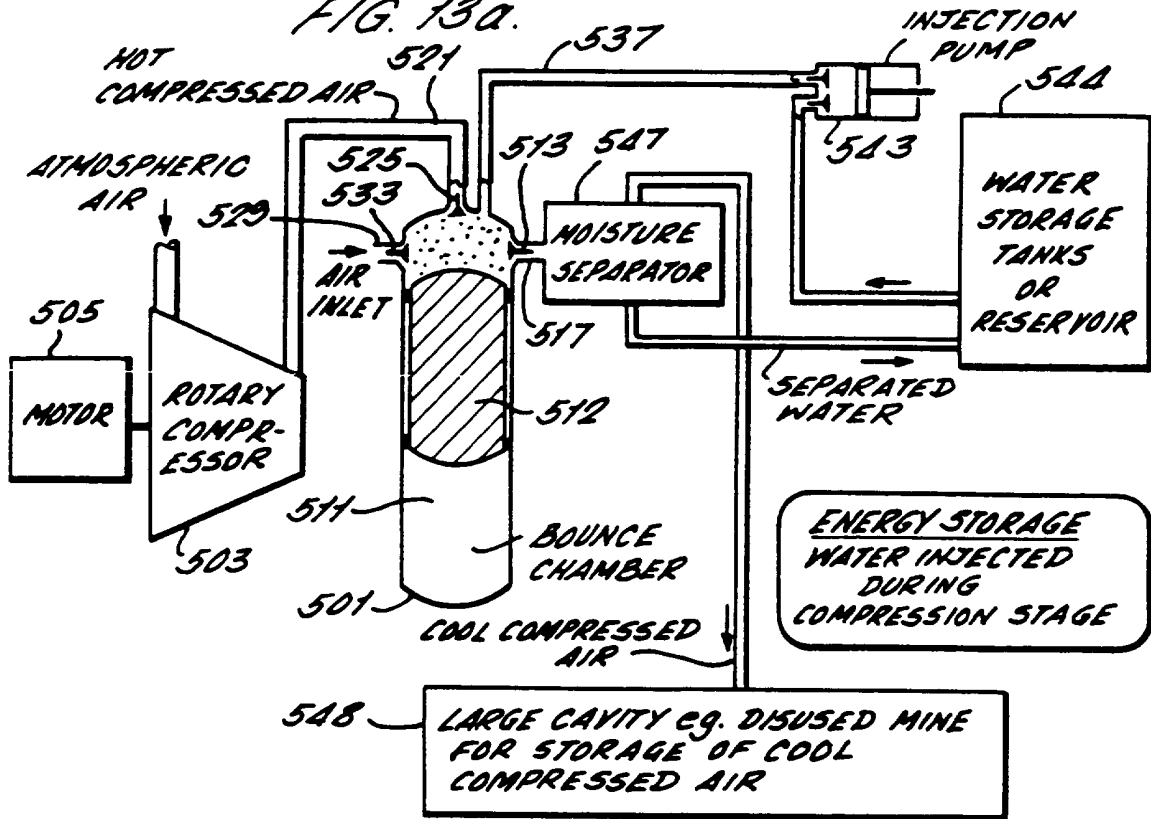 FIG. 13a.
HOT
COMPRESSED AIR
521
537
INJECTION
PUMP
544
543
ATMOSPHERIC
AIR
525
533
529
513
547
AIR
INLET
MOISTURE
SEPARATOR
517
WATER
STORAGE
TANKS
OR
RESERVOIR
505
MOTOR
ROTARY
COMPR-
ESSOR
503
512
SEPARATED
WATER
511
BOUNCE
CHAMBER
501
ENERGY STORAGE
WATER INJECTED
DURING
COMPRESSION STAGE
COOL COMPRESSED
AIR
548
LARGE CAVITY eg. DISUSED MINE
FOR STORAGE OF COOL
COMPRESSED AIR